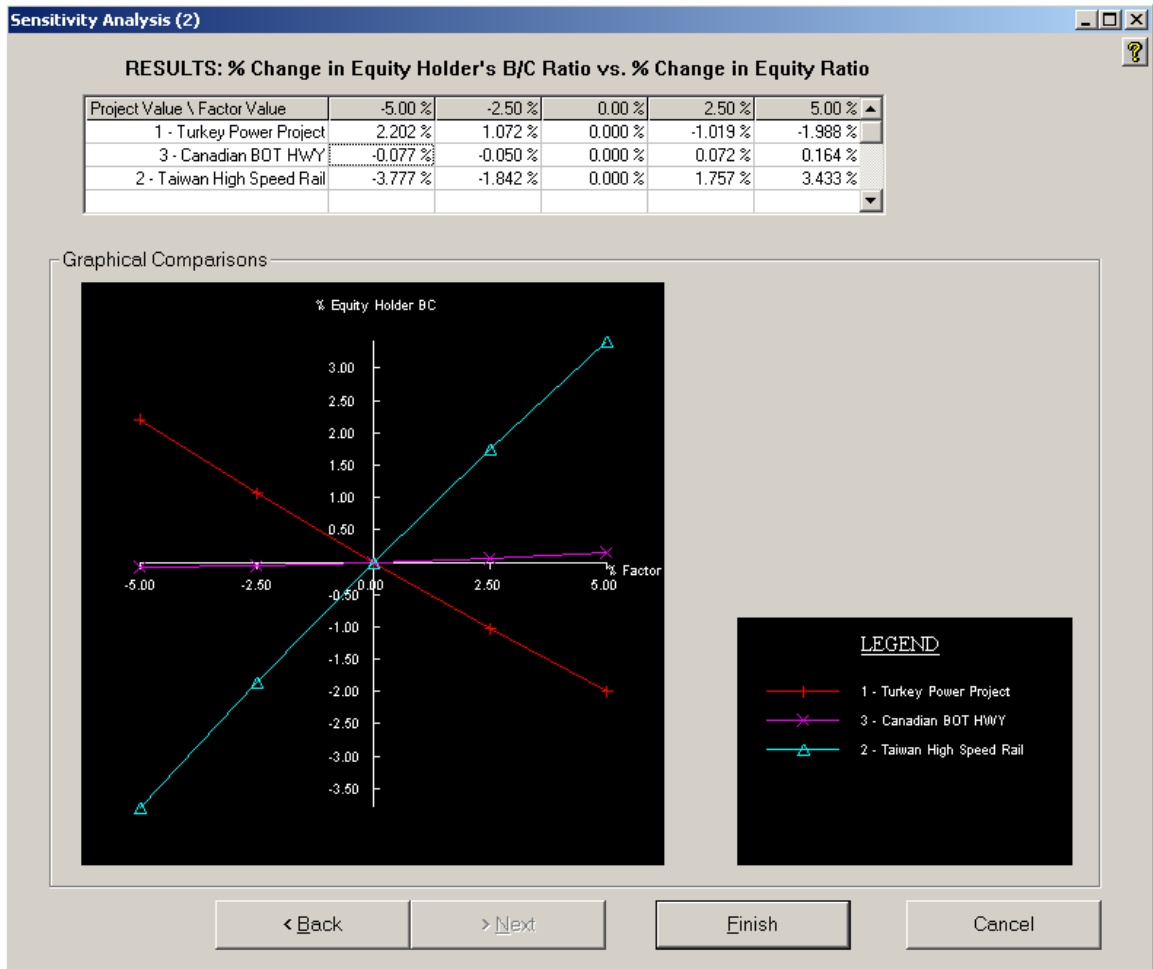 Sensitivity Analysis (2)
RESULTS: % Change in Equity Holder's B/C Ratio vs. % Change in Equity Ratio
Project Value \ Factor Value -5.00 % -2.50 % 0.00 % 2.50 % 5.00 %
1 - Turkey Power Project 2.202 % 1.072 % 0.000 % -1.019 % -1.988 %
3 - Canadian BOT HWY -0.077 % -0.050 % 0.000 % 0.072 % 0.164 %
2 - Taiwan High Speed Rail -3.777 % -1.842 % 0.000 % 1.757 % 3.433 %
Graphical Comparisons
% Equity Holder BC
3.00
2.50
2.00
1.50
1.00
0.50
% Factor
-5.00 -2.50 0.00 2.50 5.00
-0.50
-1.00
-1.50
-2.00
-2.50
-3.00
-3.50
LEGEND
1 - Turkey Power Project
3 - Canadian BOT HWY
2 - Taiwan High Speed Rail
< Back > Next Finish Cancel